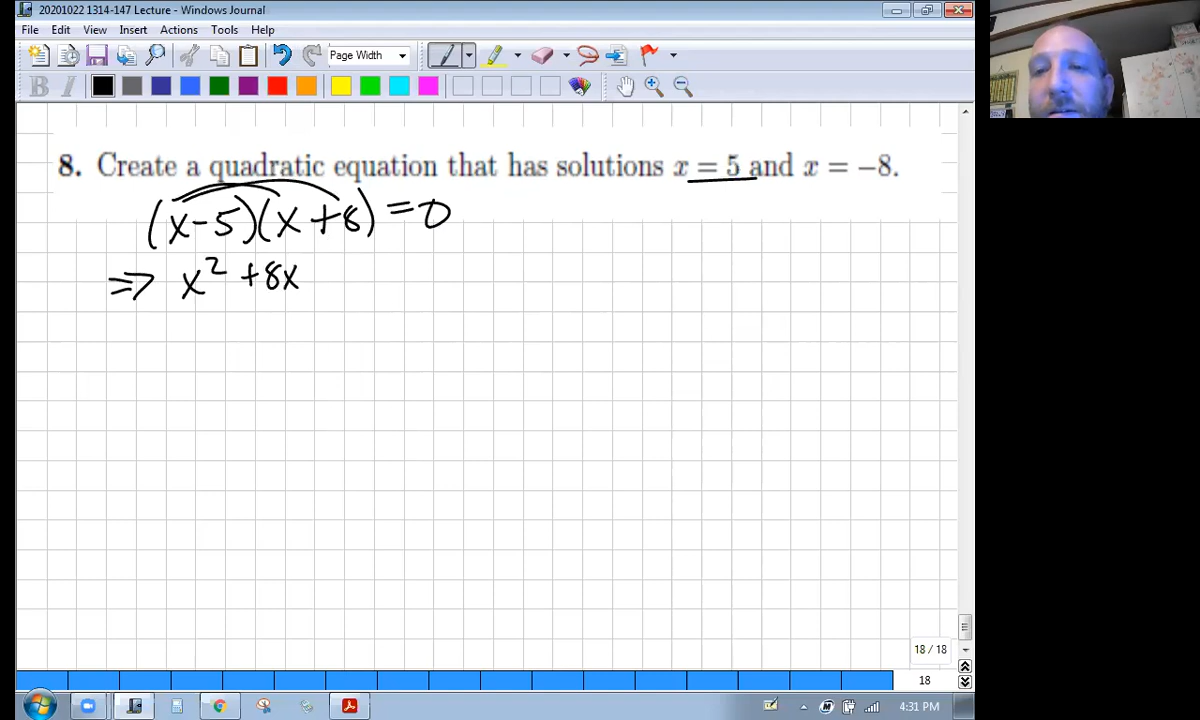 20201022 1314-147 Lecture - Windows Journal
File Edit View Insert Actions Tools Help
Page Width
B I
8. Create a quadratic equation that has solutions x = 5 and x = −8.
(x-5)(x+8)=0
⇒ x² +8x
18 / 18
18
4:31 PM